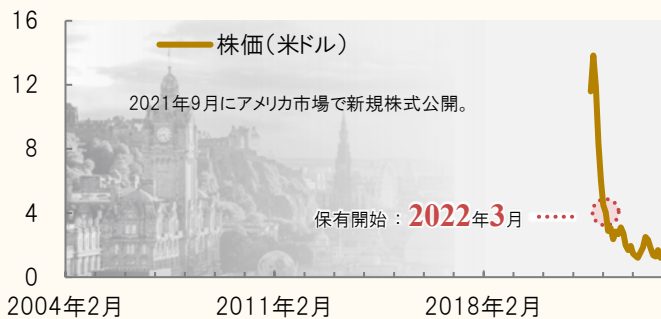 16
株価（米ドル）
12
2021年9月にアメリカ市場で新規株式公開。
8
4
保有開始：2022年3月
0
2004年2月
2011年2月
2018年2月